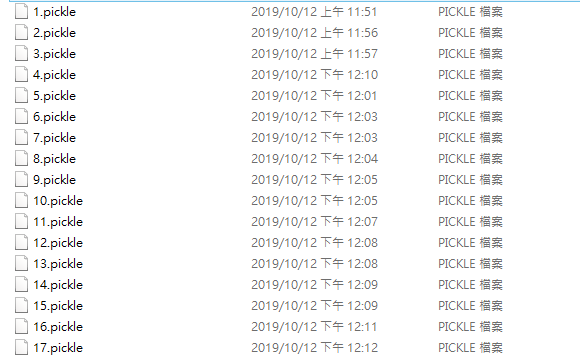 1.pickle 2019/10/12 上午 11:51 PICKLE 檔案
2.pickle 2019/10/12 上午 11:56 PICKLE 檔案
3.pickle 2019/10/12 上午 11:57 PICKLE 檔案
4.pickle 2019/10/12 下午 12:10 PICKLE 檔案
5.pickle 2019/10/12 下午 12:01 PICKLE 檔案
6.pickle 2019/10/12 下午 12:03 PICKLE 檔案
7.pickle 2019/10/12 下午 12:03 PICKLE 檔案
8.pickle 2019/10/12 下午 12:04 PICKLE 檔案
9.pickle 2019/10/12 下午 12:05 PICKLE 檔案
10.pickle 2019/10/12 下午 12:05 PICKLE 檔案
11.pickle 2019/10/12 下午 12:07 PICKLE 檔案
12.pickle 2019/10/12 下午 12:08 PICKLE 檔案
13.pickle 2019/10/12 下午 12:08 PICKLE 檔案
14.pickle 2019/10/12 下午 12:09 PICKLE 檔案
15.pickle 2019/10/12 下午 12:09 PICKLE 檔案
16.pickle 2019/10/12 下午 12:11 PICKLE 檔案
17.pickle 2019/10/12 下午 12:12 PICKLE 檔案